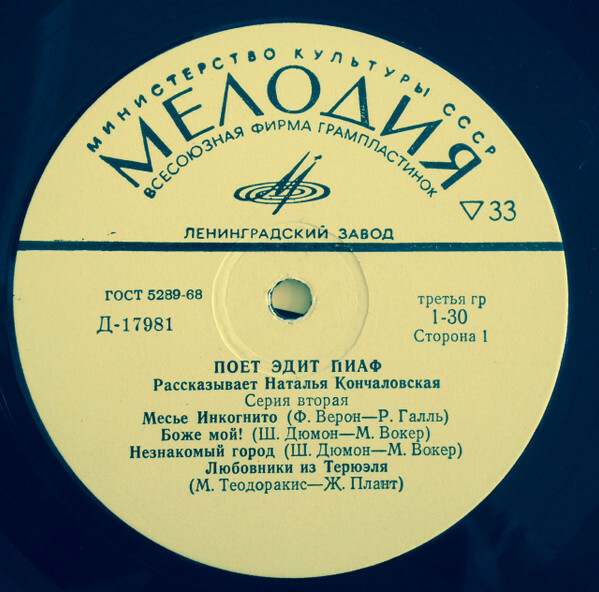 МИНИСТЕРСТВО КУЛЬТУРЫ СССР
МЕЛОДИЯ
ВСЕСОЮЗНАЯ ФИРМА ГРАМПЛАСТИНОК
▽33
ЛЕНИНГРАДСКИЙ ЗАВОД
ГОСТ 5289-68
Д-17981
третья гр
1-30
Сторона 1
ПОЕТ ЭДИТ ПИАФ
Рассказывает Наталья Кончаловская
Серия вторая
Месье Инкогнито (Ф. Верон—Р. Галль)
Боже мой! (Ш. Дюмон—М. Вокер)
Незнакомый город (Ш. Дюмон—М. Вокер)
Любовники из Терюэля
(М. Теодоракис—Ж. Плант)